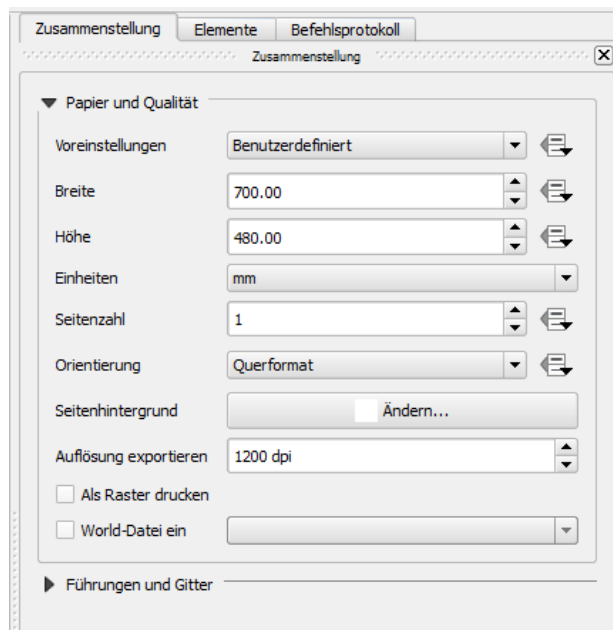 Zusammenstellung Elemente Befehlsprotokoll
Zusammenstellung
Papier und Qualität
Voreinstellungen Benutzerdefiniert
Breite 700.00
Höhe 480.00
Einheiten mm
Seitenzahl 1
Orientierung Querformat
Seitenhintergrund Ändern...
Auflösung exportieren 1200 dpi
Als Raster drucken
World-Datei ein
Führungen und Gitter